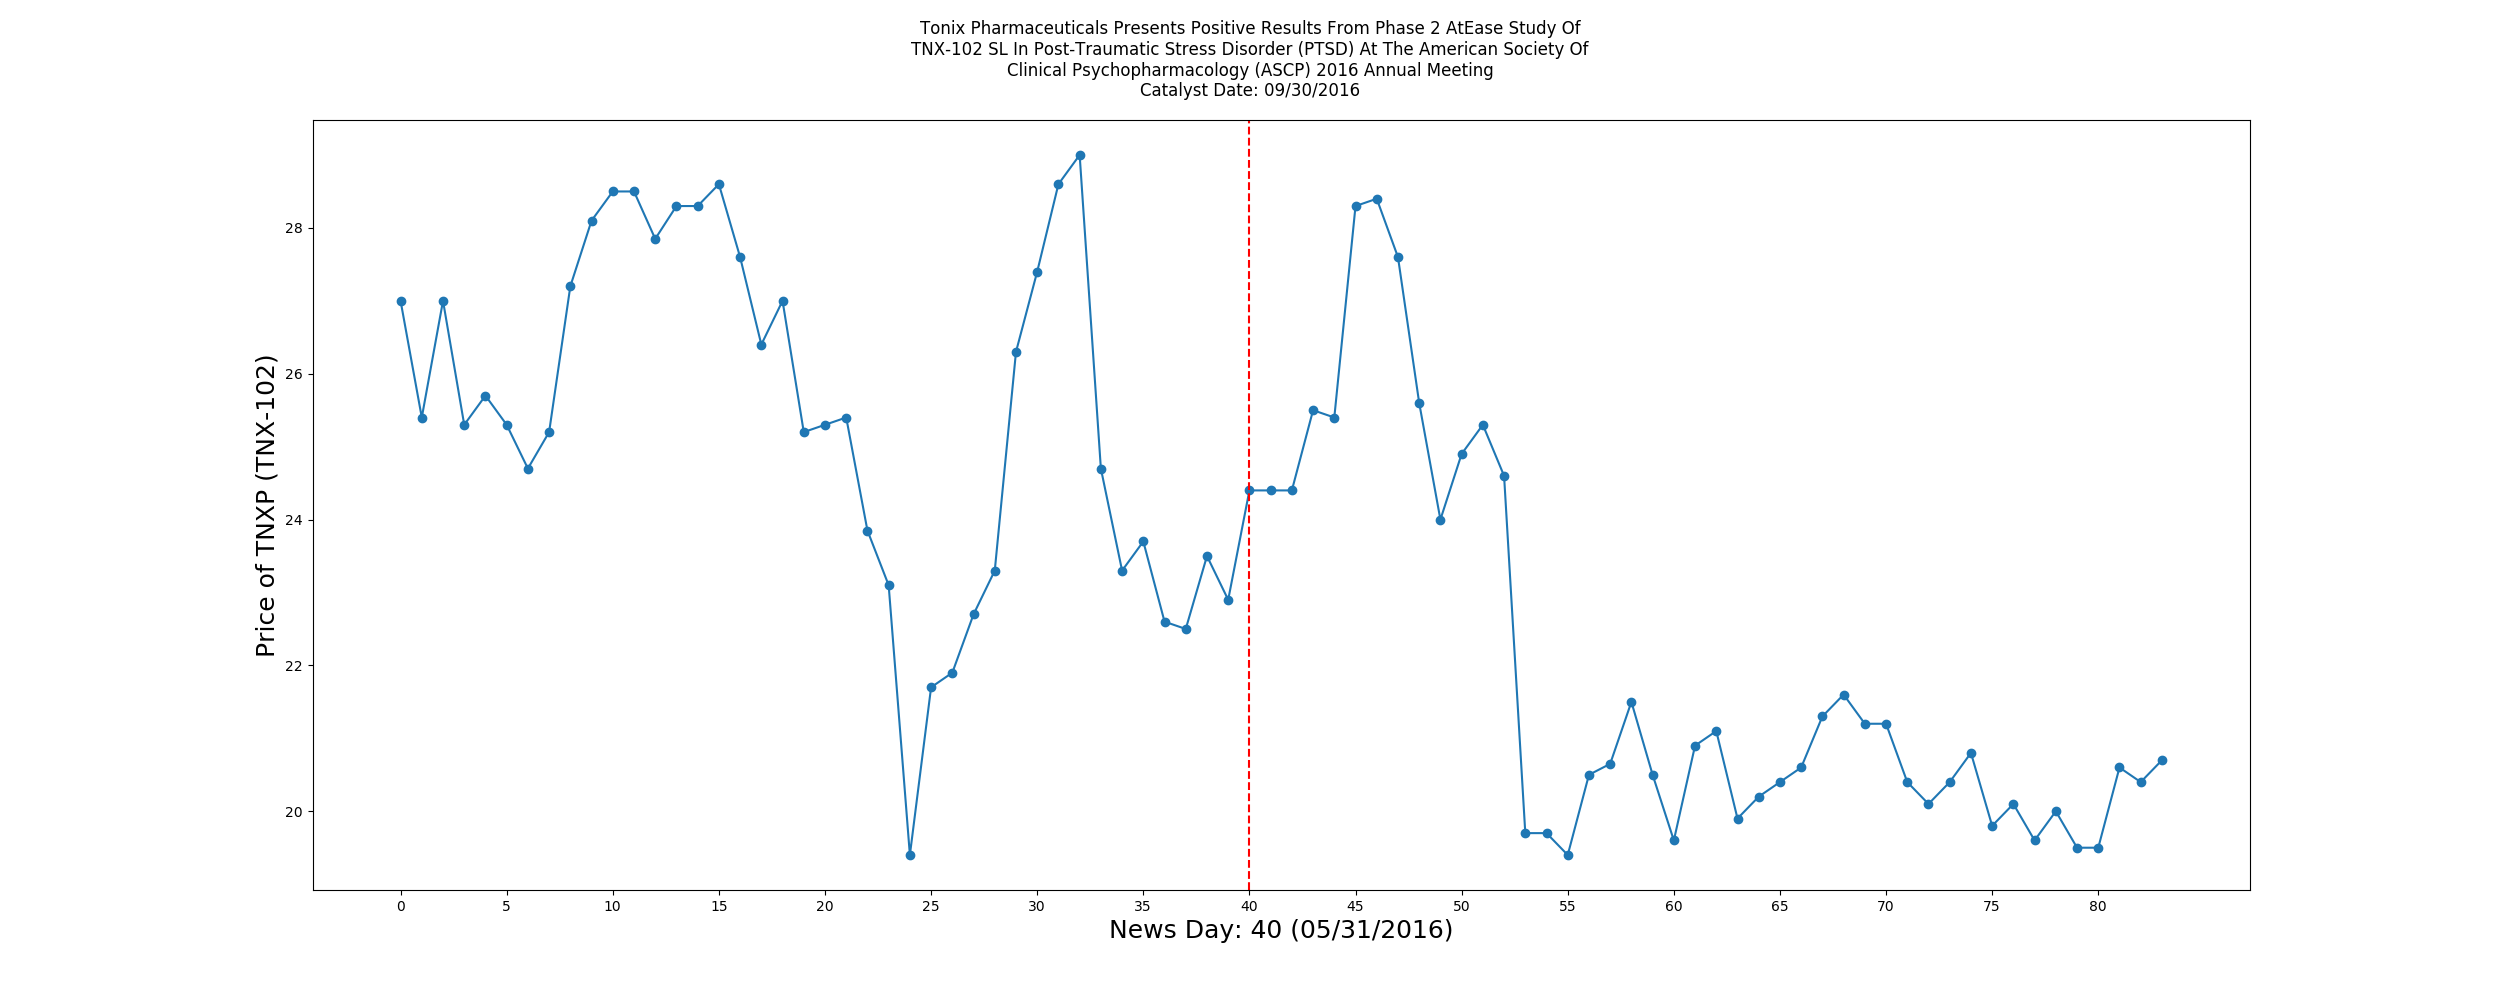 Tonix Pharmaceuticals Presents Positive Results From Phase 2 AtEase Study Of
TNX-102 SL In Post-Traumatic Stress Disorder (PTSD) At The American Society Of
Clinical Psychopharmacology (ASCP) 2016 Annual Meeting
Catalyst Date: 09/30/2016
Price of TNXP (TNX-102)
28
26
24
22
20
0 5 10 15 20 25 30 35 40 45 50 55 60 65 70 75 80
News Day: 40 (05/31/2016)